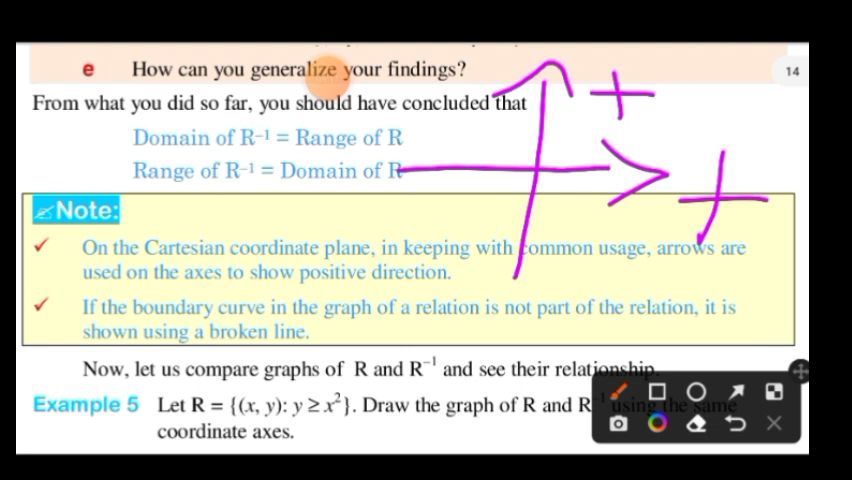 e How can you generalize your findings?
14
From what you did so far, you should have concluded that
Domain of R⁻¹ = Range of R
Range of R⁻¹ = Domain of R
Note:
✓ On the Cartesian coordinate plane, in keeping with common usage, arrows are
used on the axes to show positive direction.
✓ If the boundary curve in the graph of a relation is not part of the relation, it is
shown using a broken line.
Now, let us compare graphs of R and R⁻¹ and see their relationship.
Example 5 Let R = {(x, y): y ≥ x²}. Draw the graph of R and R⁻¹ using the same
coordinate axes.
+
+